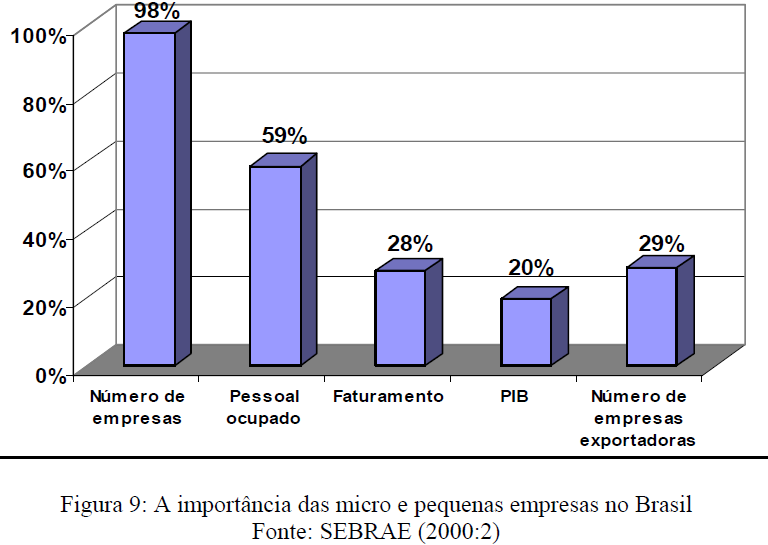 98%
100%
80%
59%
60%
40%
28%
29%
20%
20%
0%
Número de
empresas
Pessoal
ocupado
Faturamento
PIB
Número de
empresas
exportadoras
Figura 9: A importância das micro e pequenas empresas no Brasil
Fonte: SEBRAE (2000:2)